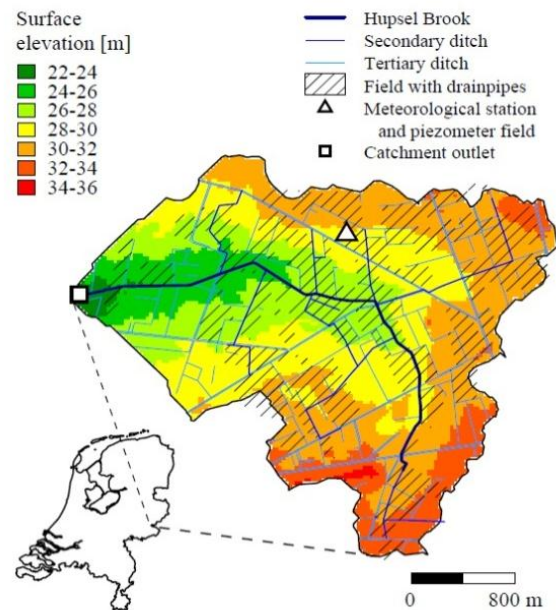 Surface
elevation [m]
22-24
24-26
26-28
28-30
30-32
32-34
34-36
Hupsel Brook
Secondary ditch
Tertiary ditch
Field with drainpipes
Meteorological station
and piezometer field
Catchment outlet
0 800 m